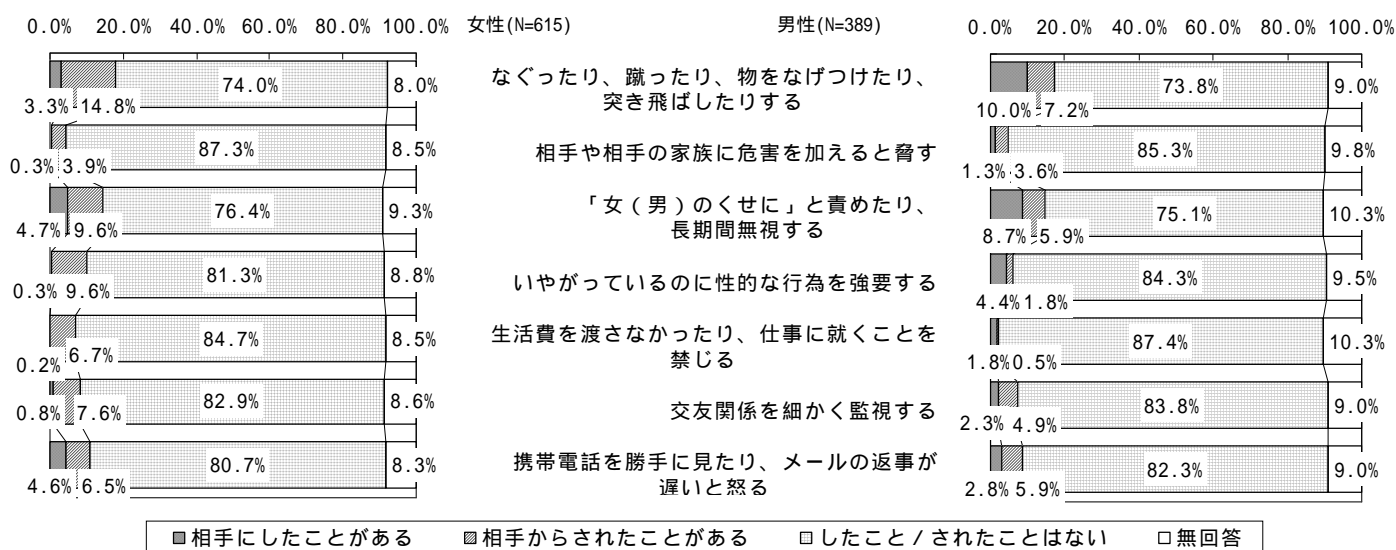 0.0% 20.0% 40.0% 60.0% 80.0% 100.0% 女性(N=615) 男性(N=389) 0.0% 20.0% 40.0% 60.0% 80.0% 100.0%
なぐったり、蹴ったり、物をなげつけたり、
突き飛ばしたりする
3.3% 14.8% 74.0% 8.0%
10.0% 7.2% 73.8% 9.0%
相手や相手の家族に危害を加えると脅す
0.3% 3.9% 87.3% 8.5%
1.3% 3.6% 85.3% 9.8%
「女(男)のくせに」と責めたり、
長期間無視する
4.7% 9.6% 76.4% 9.3%
8.7% 5.9% 75.1% 10.3%
いやがっているのに性的な行為を強要する
0.3% 9.6% 81.3% 8.8%
4.4% 1.8% 84.3% 9.5%
生活費を渡さなかったり、仕事に就くことを
禁じる
0.2% 6.7% 84.7% 8.5%
1.8% 0.5% 87.4% 10.3%
交友関係を細かく監視する
0.8% 7.6% 82.9% 8.6%
2.3% 4.9% 83.8% 9.0%
携帯電話を勝手に見たり、メールの返事が
遅いと怒る
4.6% 6.5% 80.7% 8.3%
2.8% 5.9% 82.3% 9.0%
相手にしたことがある 相手からされたことがある したこと/されたことはない 無回答